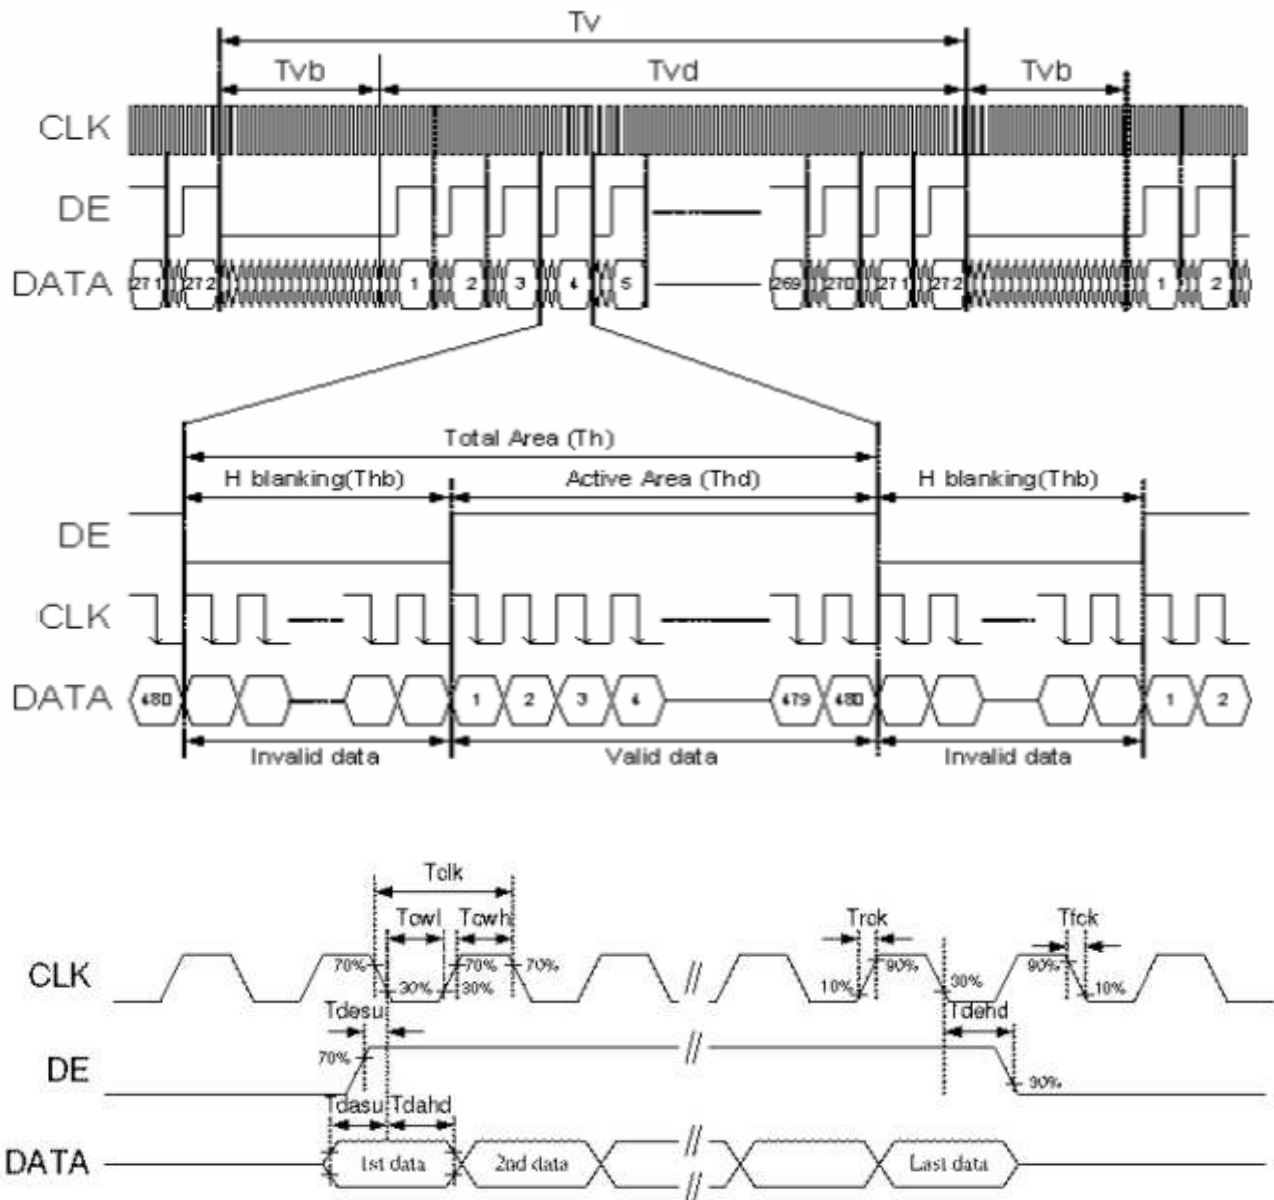 Tv
Tvb Tvd Tvb
CLK
DE
DATA 271 272 1 2 3 4 5 269 270 271 272 1 2
Total Area (Th)
H blanking(Thb) Active Area (Thd) H blanking(Thb)
DE
CLK
DATA 480 1 2 3 4 479 480 1 2
Invalid data Valid data Invalid data
Tclk
Tcwl Tcwh Trck Tfck
CLK 70% 30% 70% 30% 70% 10% 90% 30% 90% 10%
Tdesu Tdehd
DE 70% 30%
Tdasu Tdahd
DATA 1st data 2nd data Last data